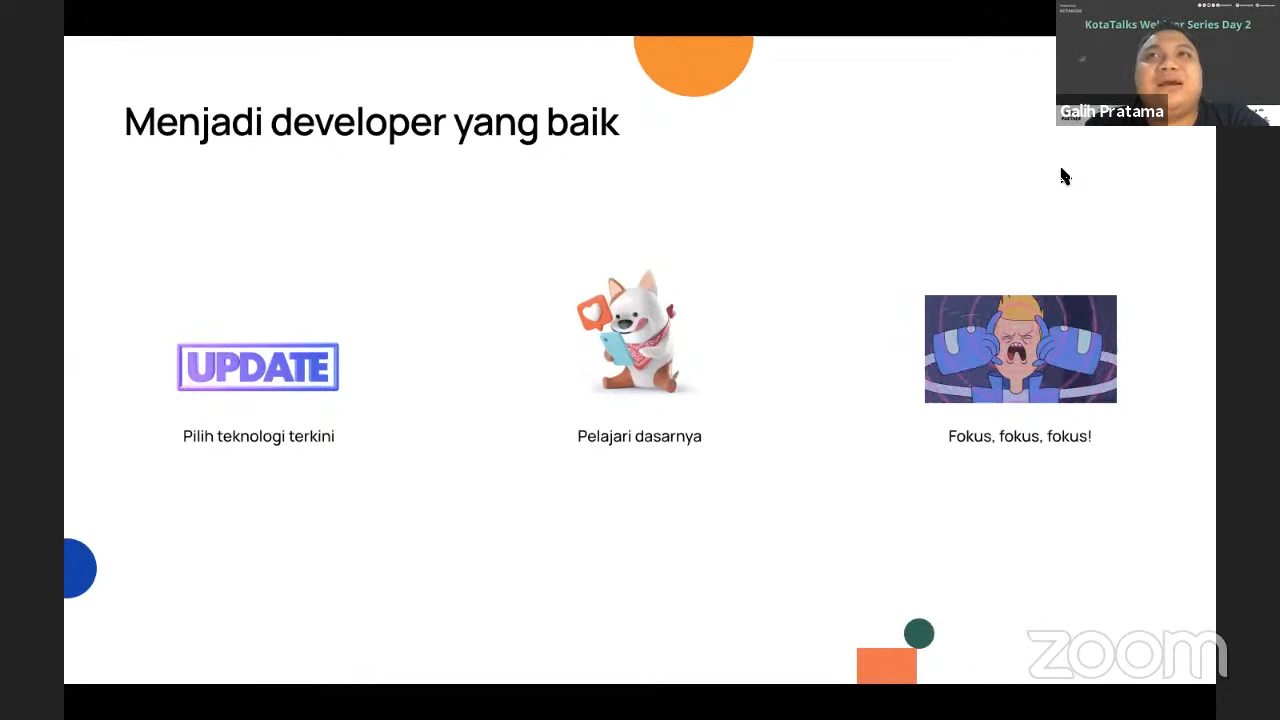 KotaTalks Webinar Series Day 2
Galih Pratama
Menjadi developer yang baik
UPDATE
Pilih teknologi terkini
Pelajari dasarnya
Fokus, fokus, fokus!
zoom